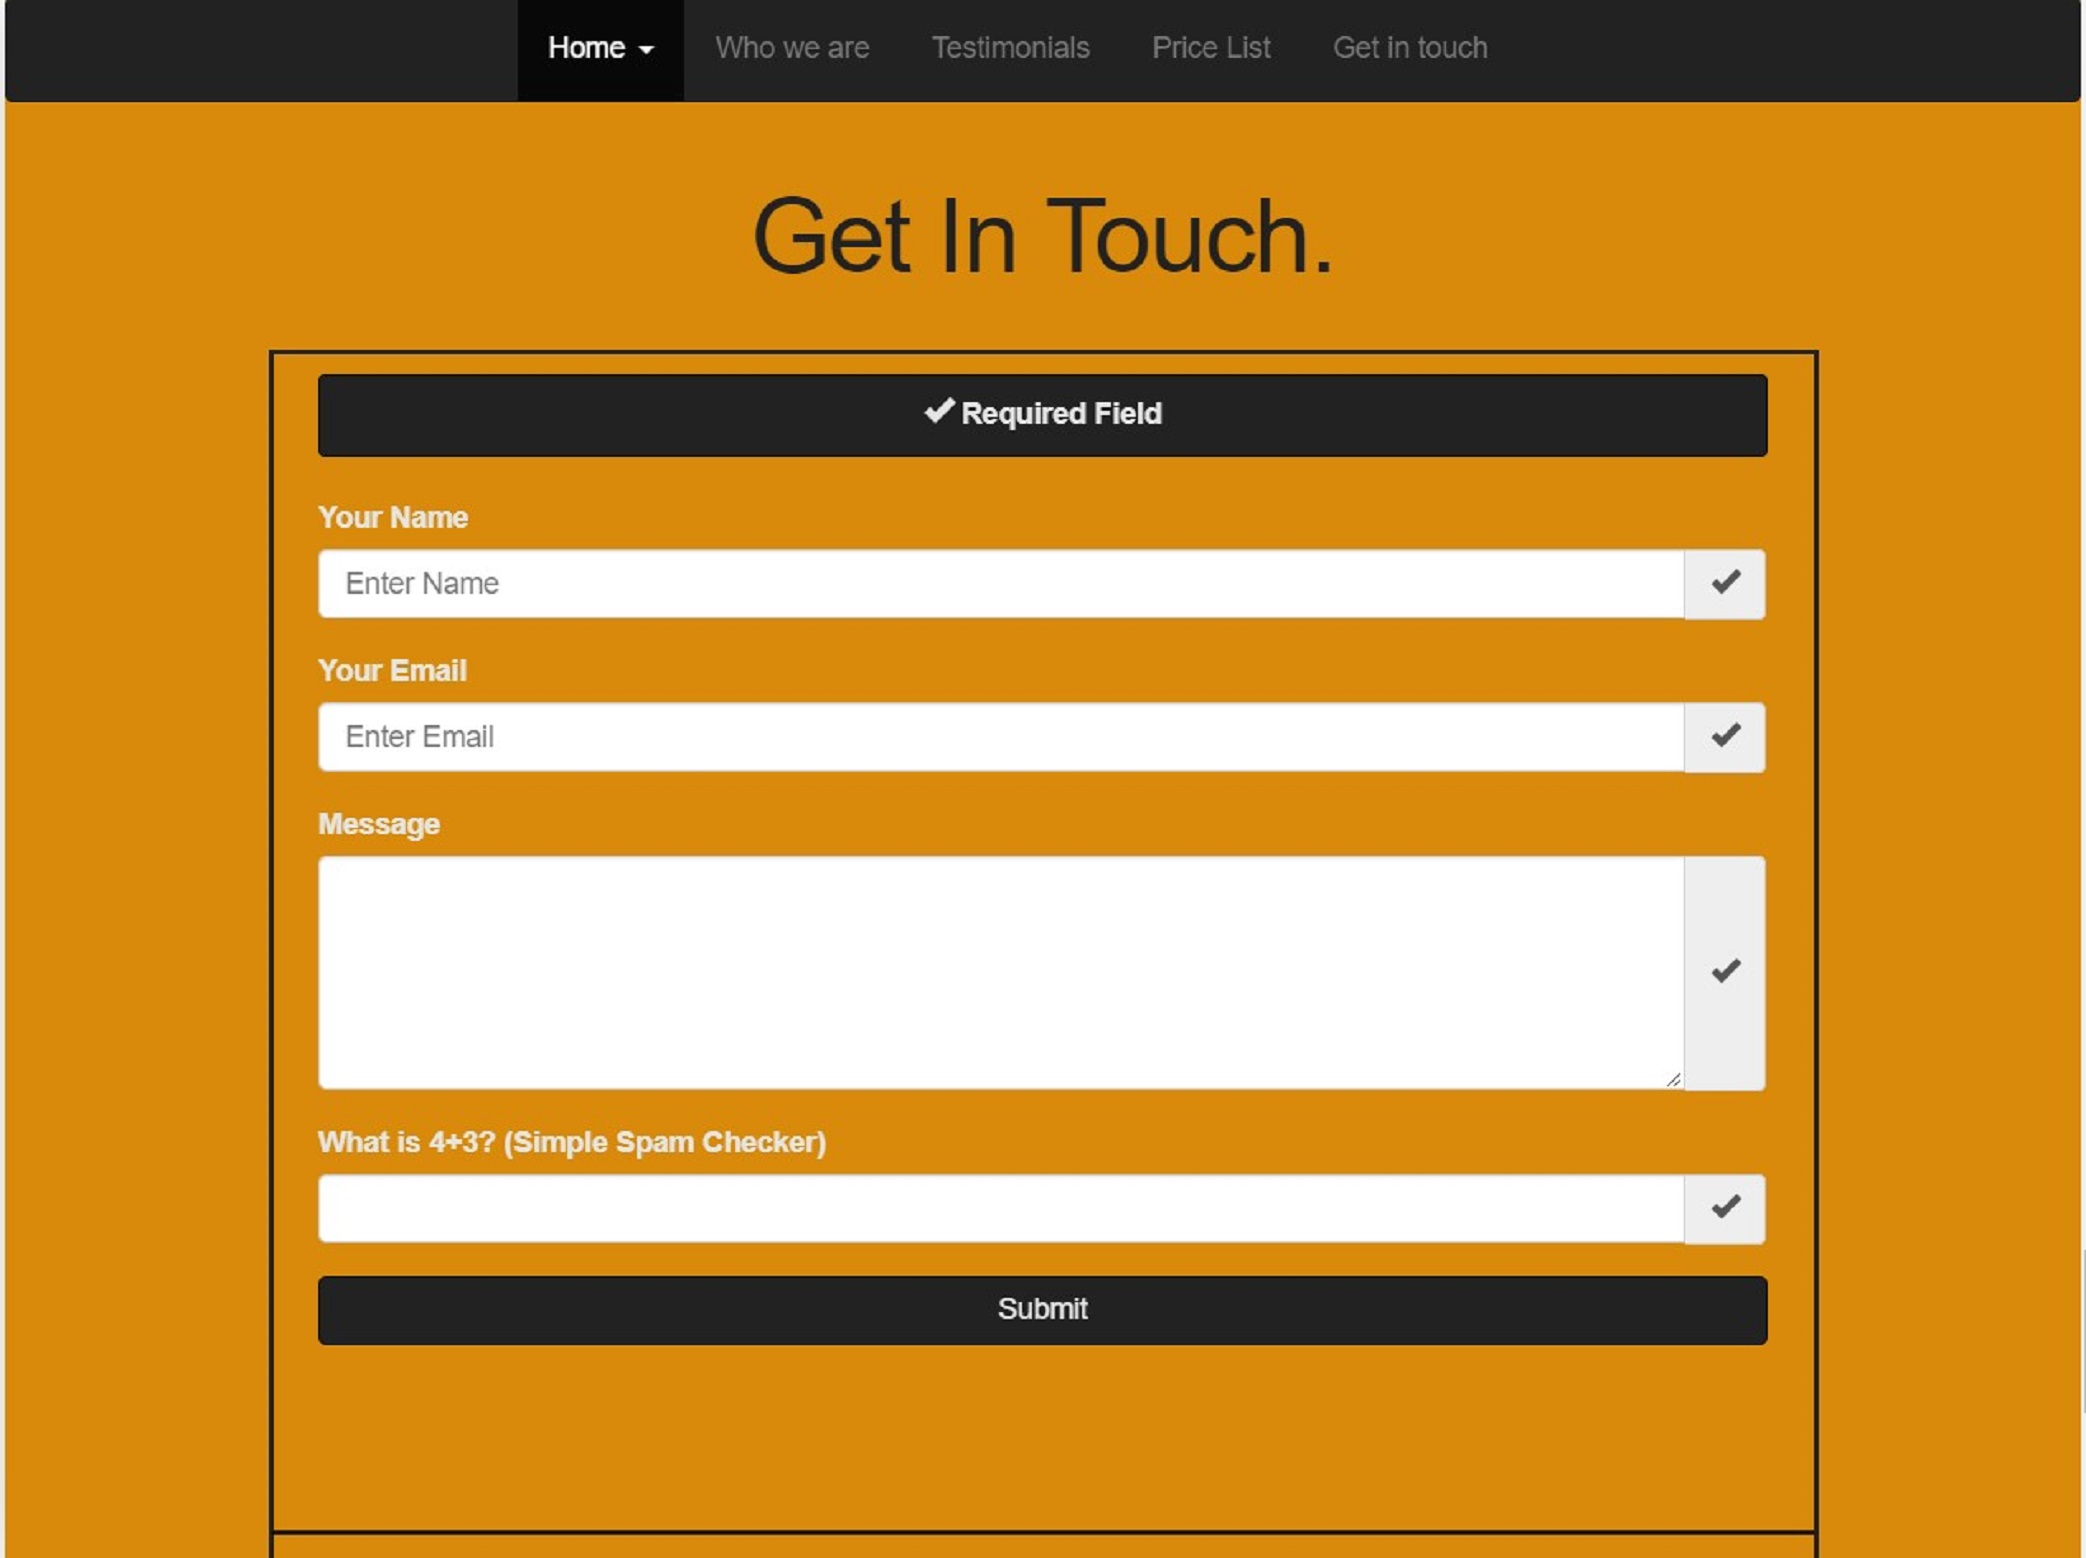 Home Who we are Testimonials Price List Get in touch
Get In Touch.
Required Field
Your Name
Enter Name
Your Email
Enter Email
Message
What is 4+3? (Simple Spam Checker)
Submit